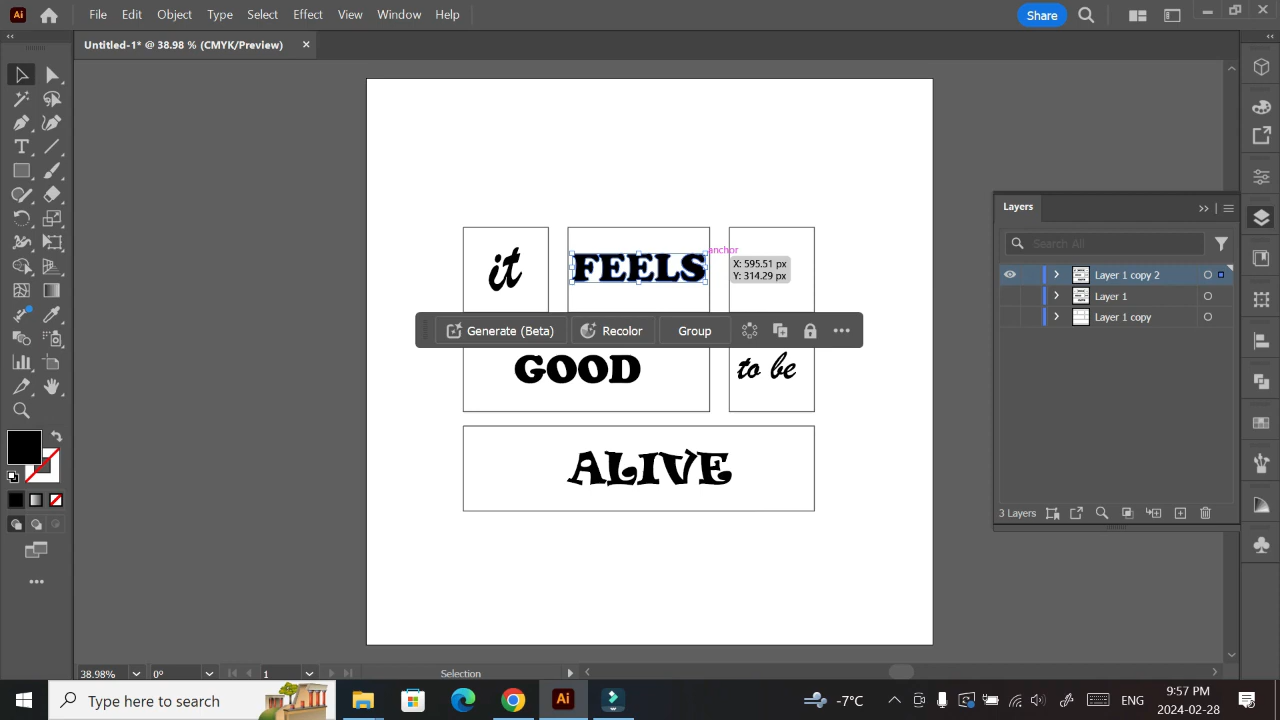 Ai File Edit Object Type Select Effect View Window Help Share
Untitled-1* @ 38.98 % (CMYK/Preview) ×
Layers
Search All
Layer 1 copy 2
Layer 1
Layer 1 copy
3 Layers
it FEELS
anchor
X: 595.51 px
Y: 314.29 px
Generate (Beta) Recolor Group
GOOD to be
ALIVE
38.98% 0° 1 Selection
Type here to search
Ai
-7°C ENG
9:57 PM
2024-02-28